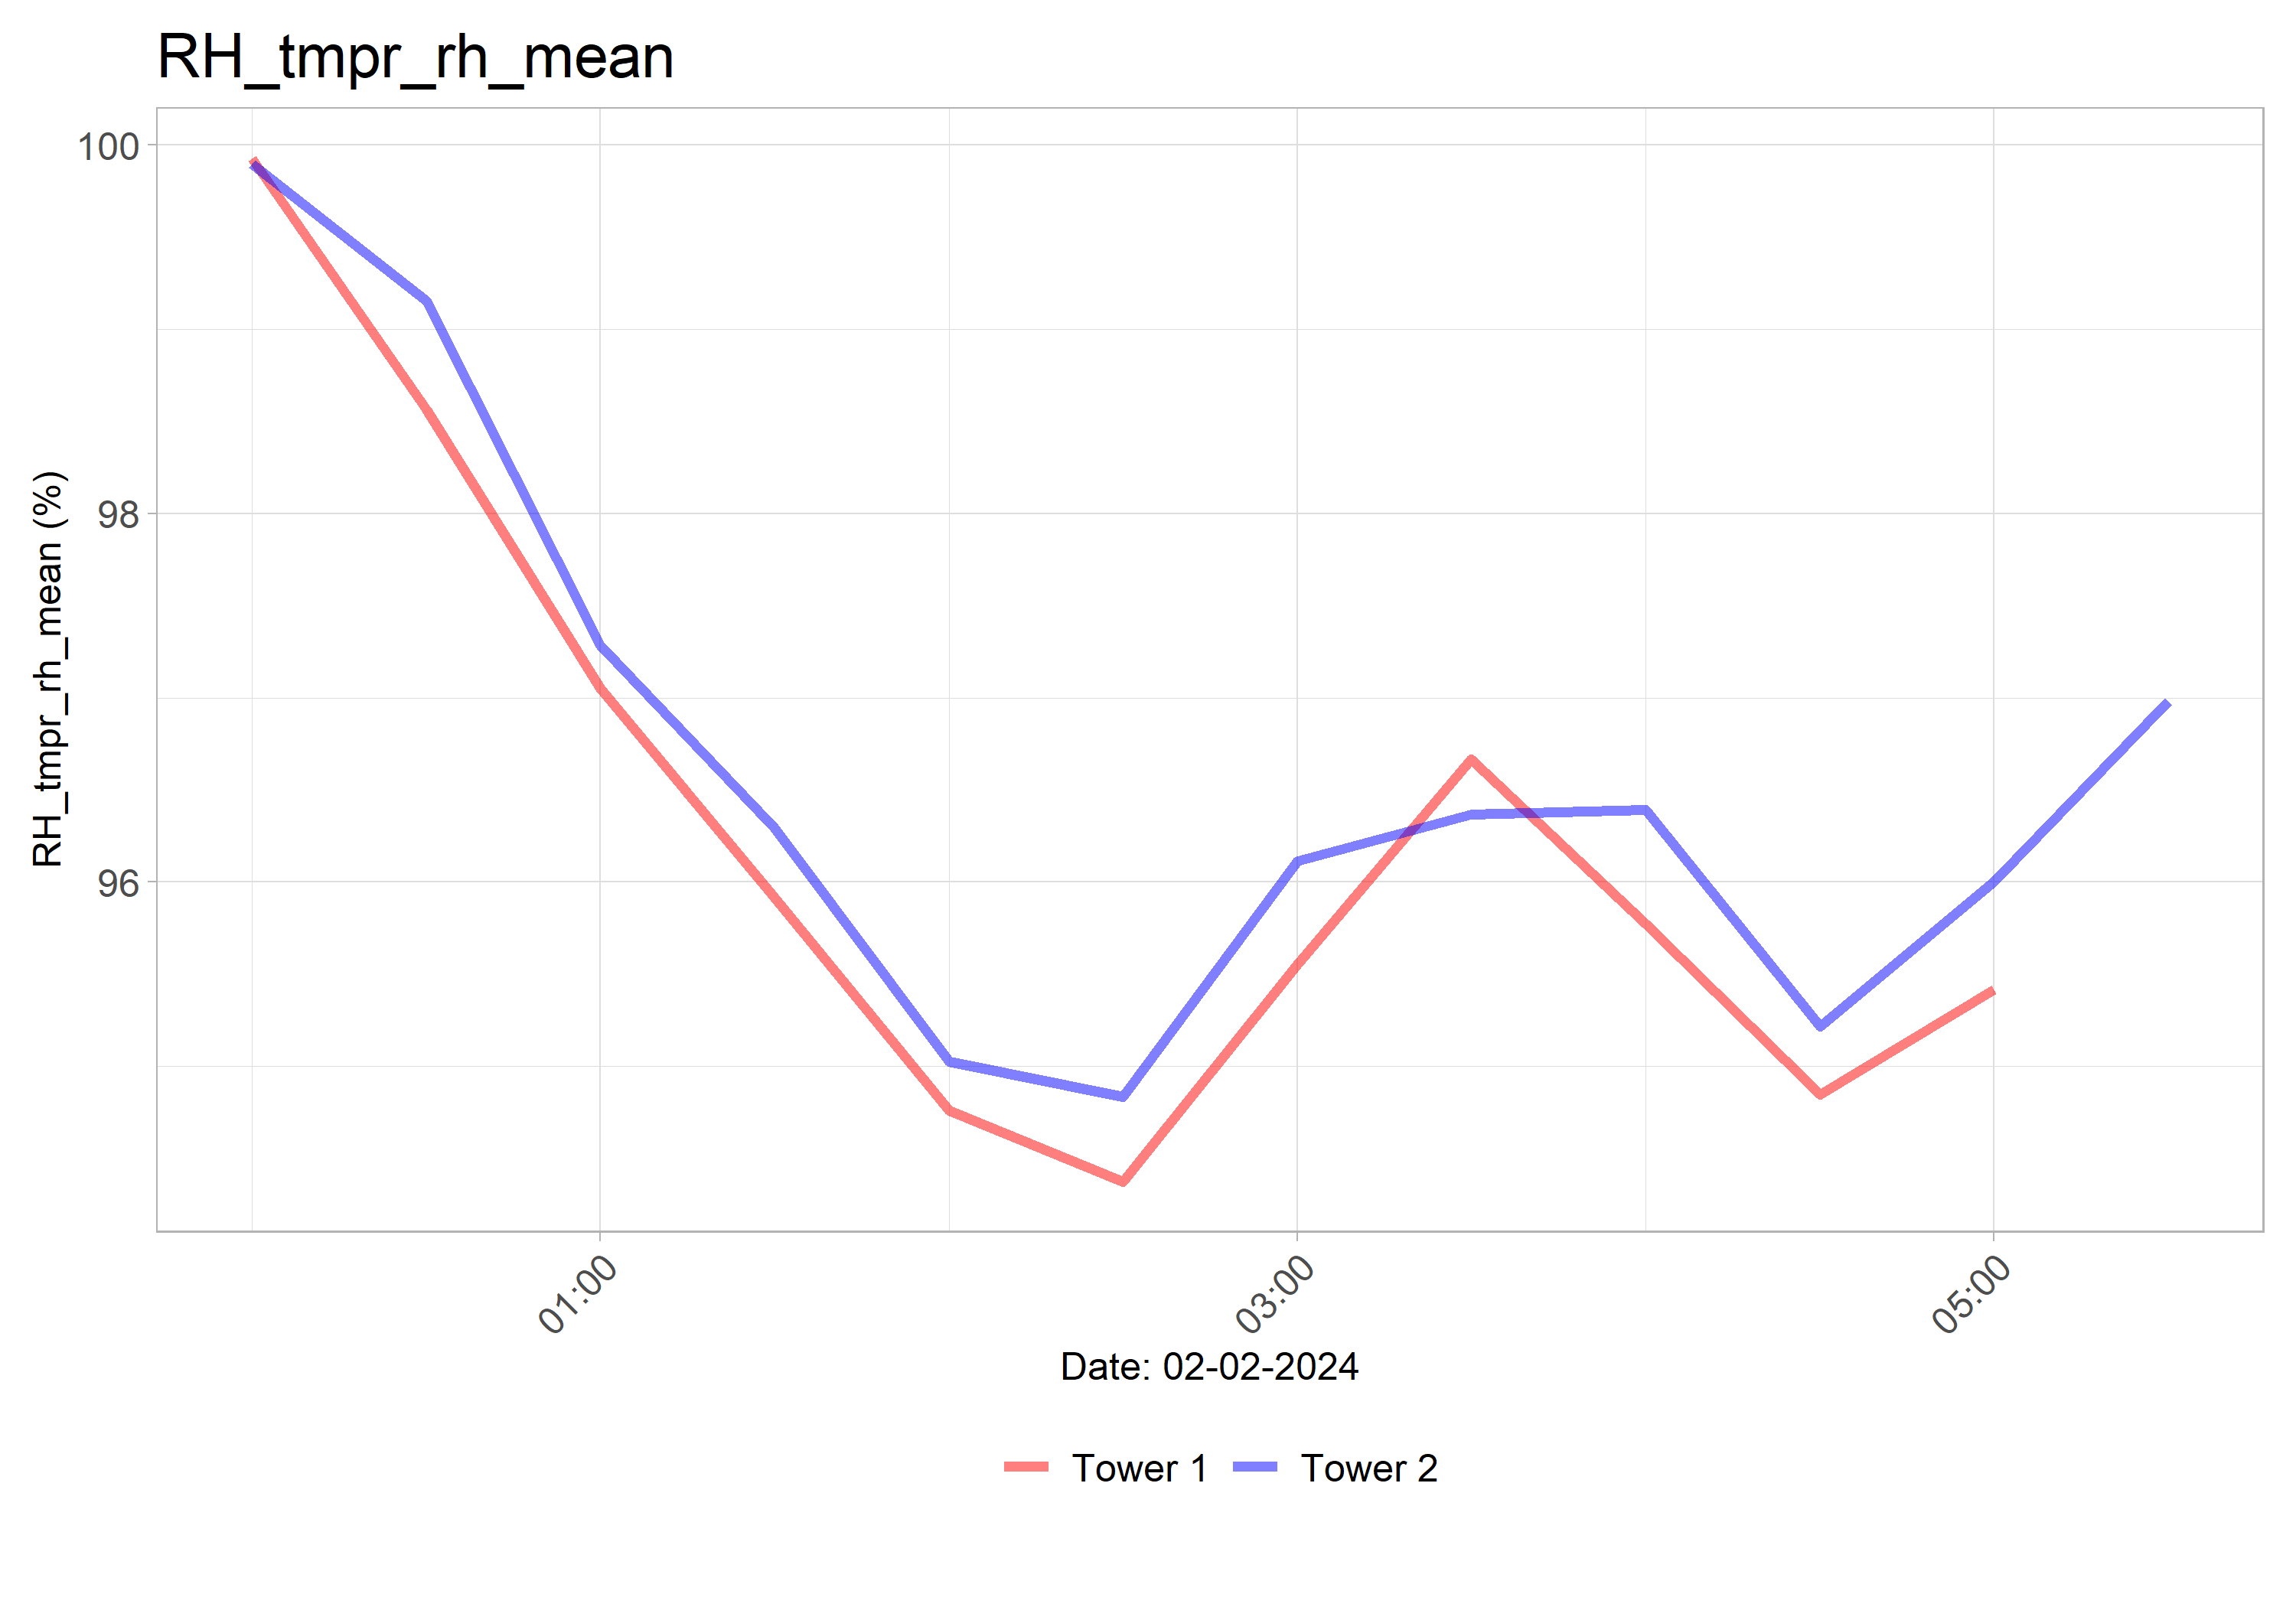 RH_tmpr_rh_mean
RH_tmpr_rh_mean (%)
100
98
96
01:00
03:00
05:00
Date: 02-02-2024
Tower 1
Tower 2